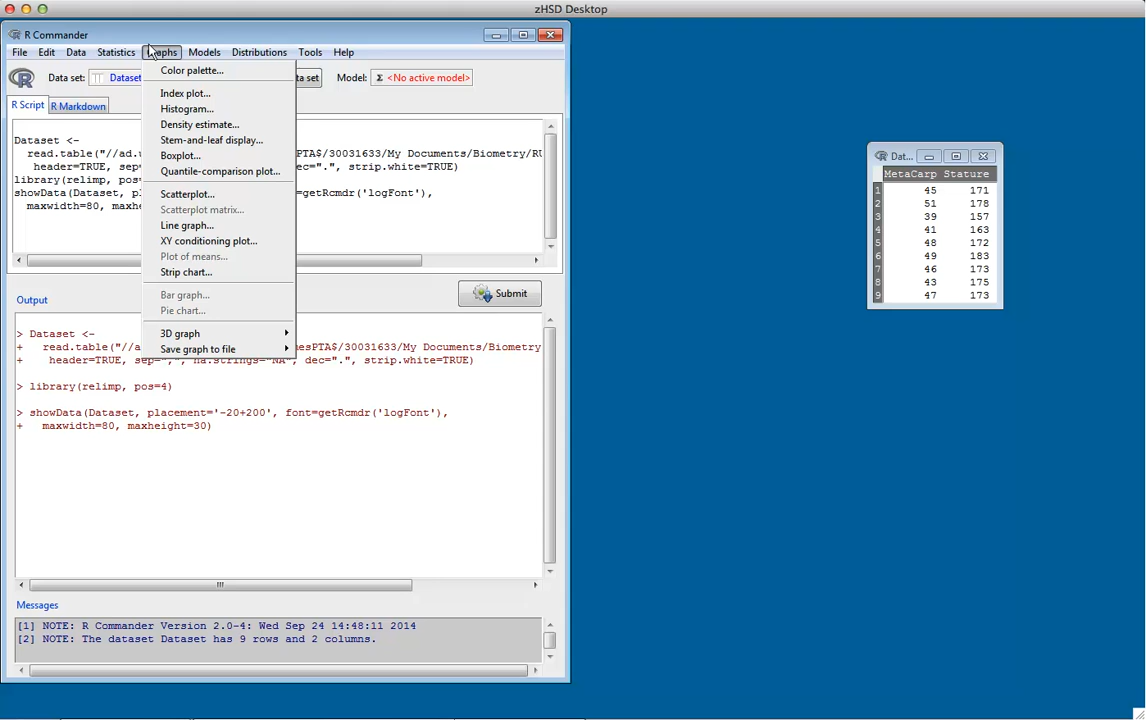 zHSD Desktop
R Commander
File Edit Data Statistics Graphs Models Distributions Tools Help
Data set: Dataset ta set Model: Σ <No active model>
R Script R Markdown
Dataset <-
read.table("//ad. PTA$/30031633/My Documents/Biometry/RU
header=TRUE, sep= ec=".", strip.white=TRUE)
library(relimp, pos=
showData(Dataset, pl =getRcmdr('logFont'),
maxwidth=80, maxhe
Color palette...
Index plot...
Histogram...
Density estimate...
Stem-and-leaf display...
Boxplot...
Quantile-comparison plot...
Scatterplot...
Scatterplot matrix...
Line graph...
XY conditioning plot...
Plot of means...
Strip chart...
Bar graph...
Pie chart...
3D graph
Save graph to file
Output
Submit
> Dataset <-
+ read.table("//a mesPTA$/30031633/My Documents/Biometry
+ header=TRUE, sep=",", na.strings="NA", dec=".", strip.white=TRUE)
> library(relimp, pos=4)
> showData(Dataset, placement='-20+200', font=getRcmdr('logFont'),
+ maxwidth=80, maxheight=30)
Messages
[1] NOTE: R Commander Version 2.0-4: Wed Sep 24 14:48:11 2014
[2] NOTE: The dataset Dataset has 9 rows and 2 columns.
Dat...
MetaCarp Stature
1 45 171
2 51 178
3 39 157
4 41 163
5 48 172
6 49 183
7 46 173
8 43 175
9 47 173